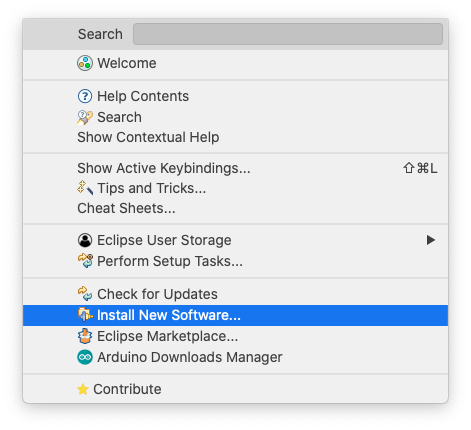 Search
Welcome
Help Contents
Search
Show Contextual Help
Show Active Keybindings... ⇧⌘L
Tips and Tricks...
Cheat Sheets...
Eclipse User Storage
Perform Setup Tasks...
Check for Updates
Install New Software...
Eclipse Marketplace...
Arduino Downloads Manager
Contribute